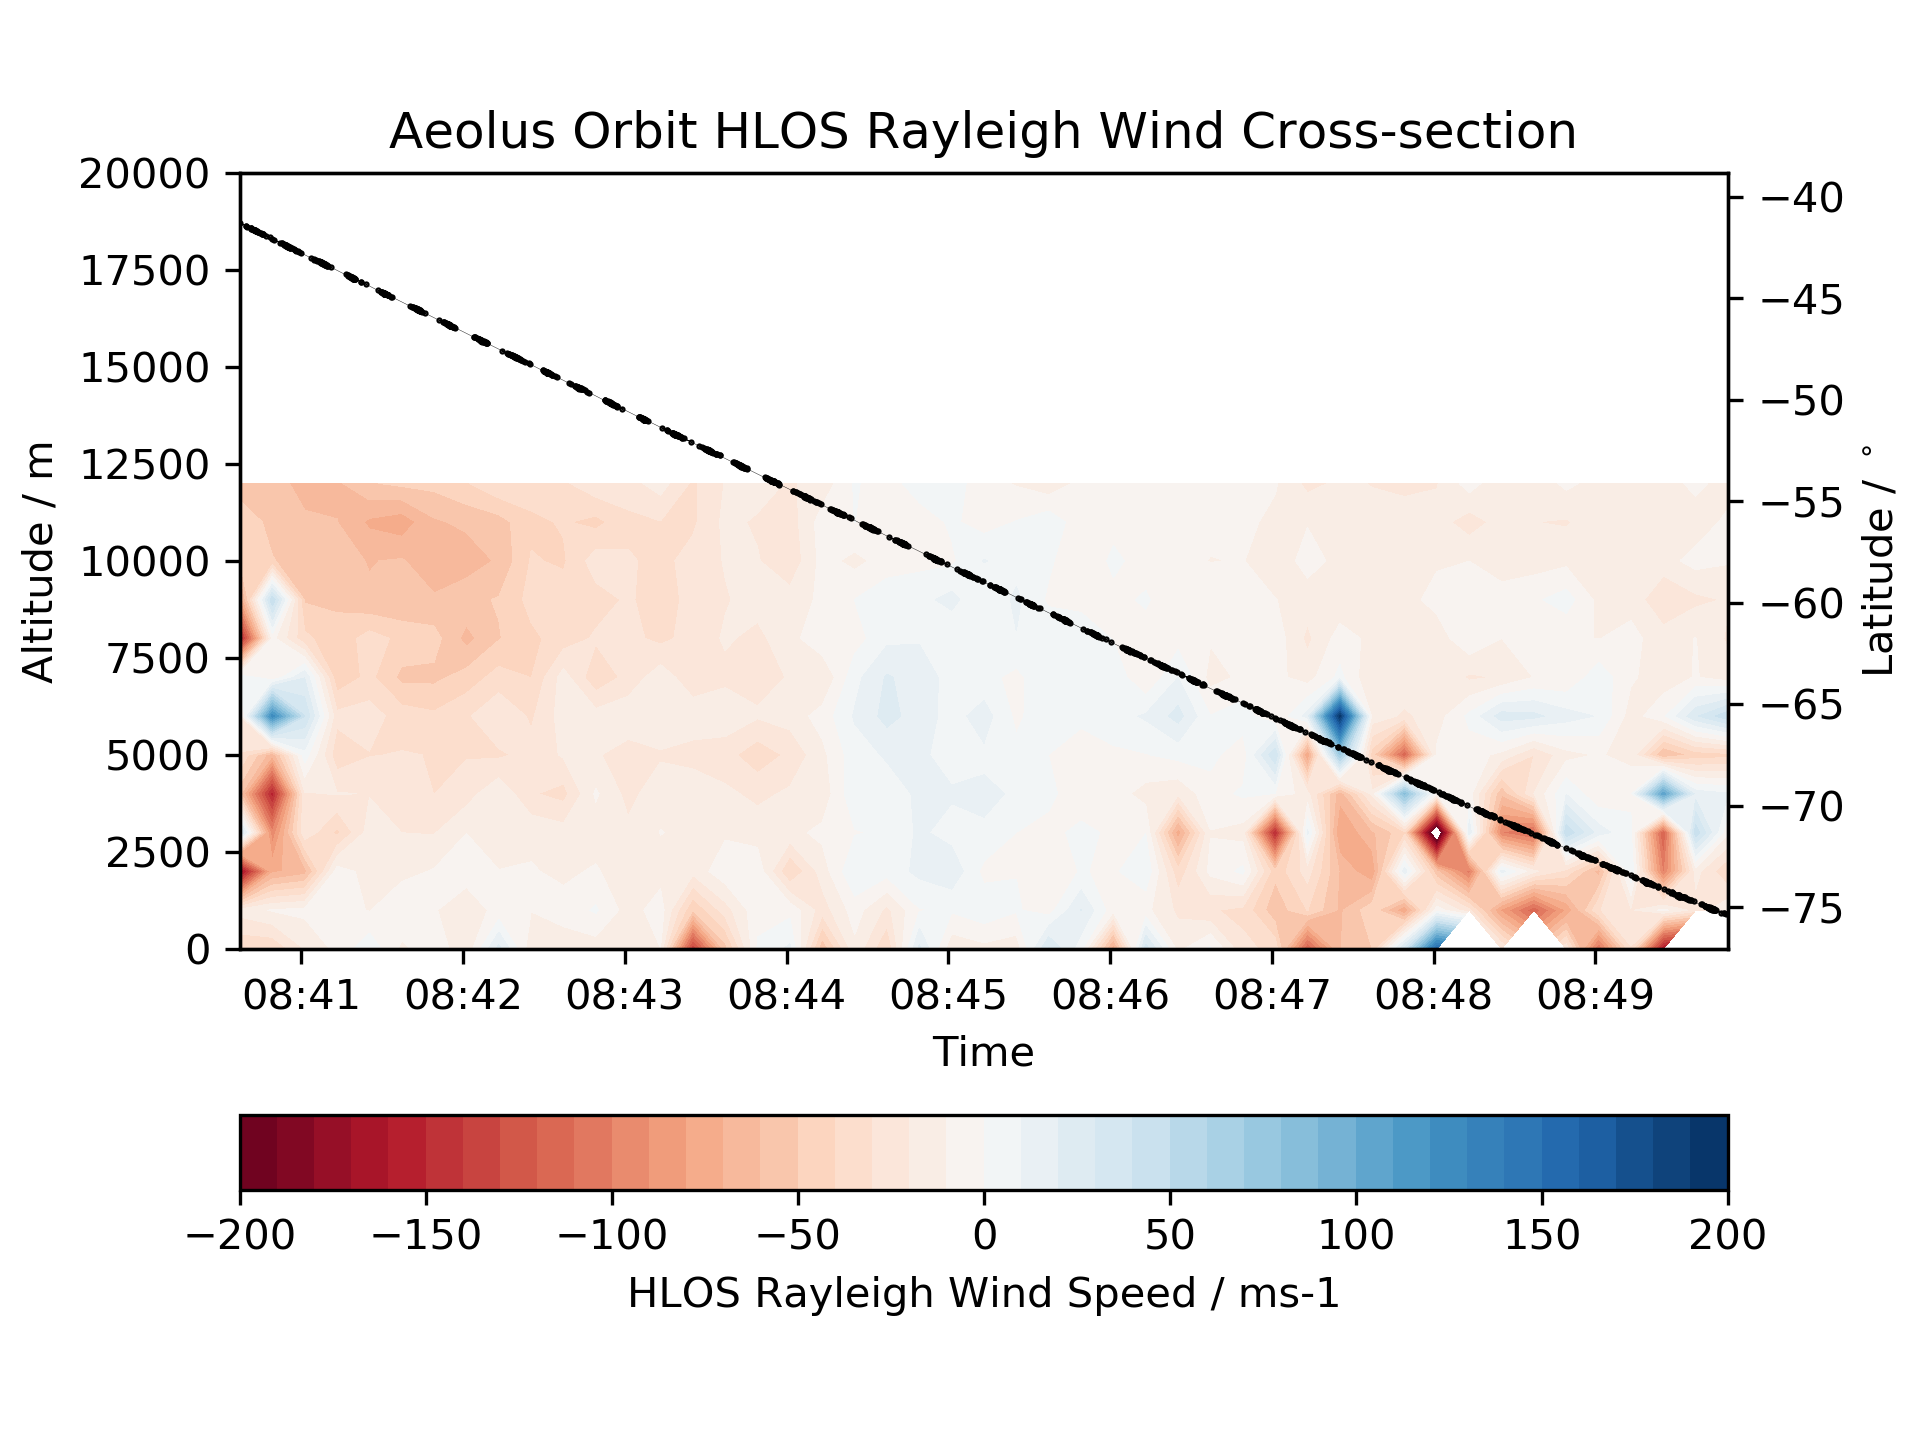 Aeolus Orbit HLOS Rayleigh Wind Cross-section
20000
17500
15000
12500
10000
7500
5000
2500
0
Altitude / m
−40
−45
−50
−55
−60
−65
−70
−75
Latitude / °
08:41 08:42 08:43 08:44 08:45 08:46 08:47 08:48 08:49
Time
−200 −150 −100 −50 0 50 100 150 200
HLOS Rayleigh Wind Speed / ms-1